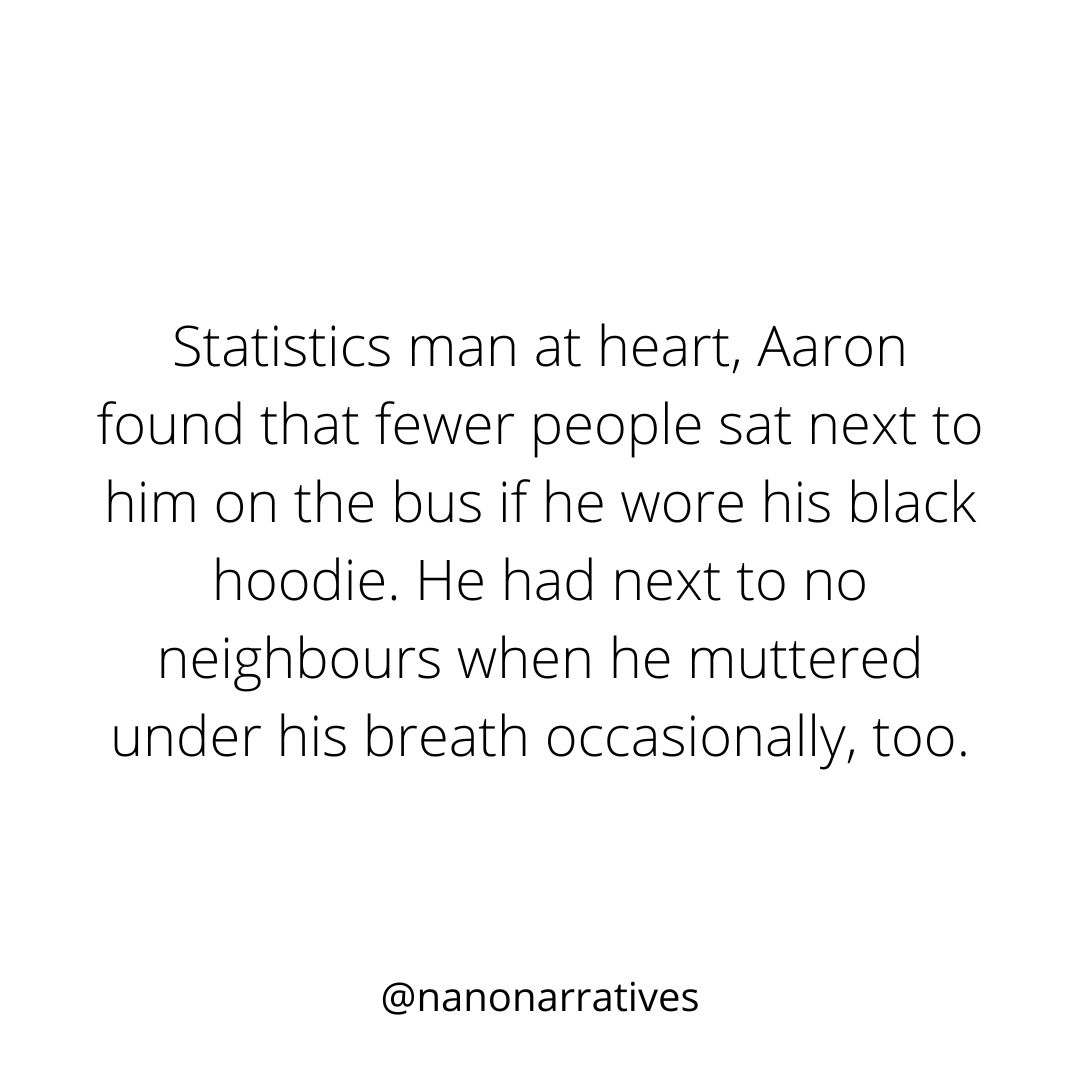 Statistics man at heart, Aaron
found that fewer people sat next to
him on the bus if he wore his black
hoodie. He had next to no
neighbours when he muttered
under his breath occasionally, too.
@nanonarratives